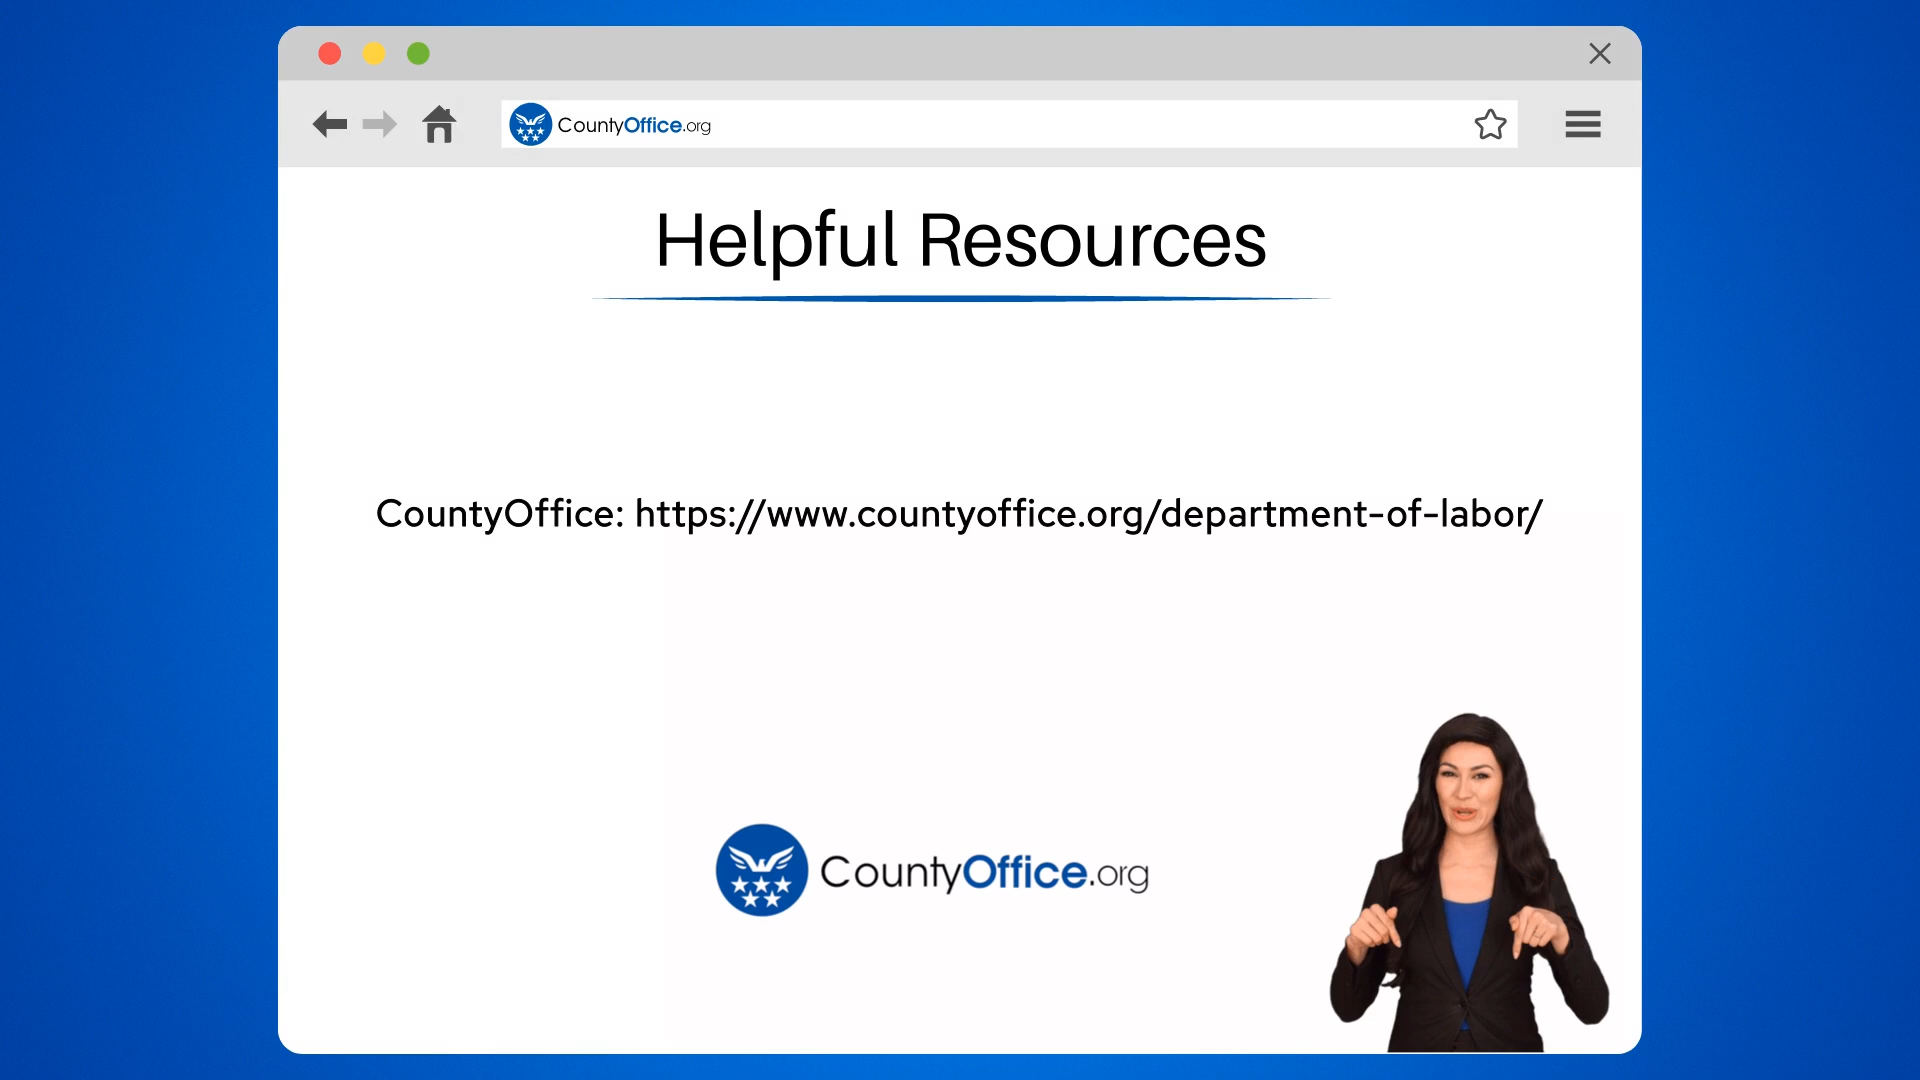 CountyOffice.org
Helpful Resources
CountyOffice: https://www.countyoffice.org/department-of-labor/
CountyOffice.org